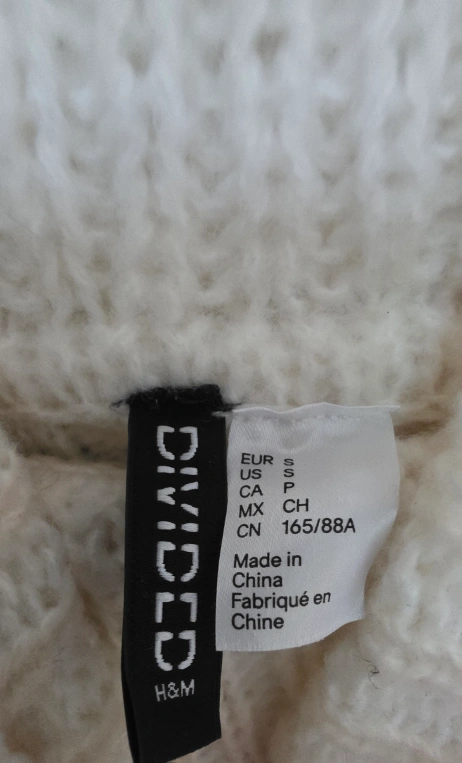 DIVIDED
H&M
EUR S
US S
CA P
MX CH
CN 165/88A
Made in
China
Fabriqué en
Chine